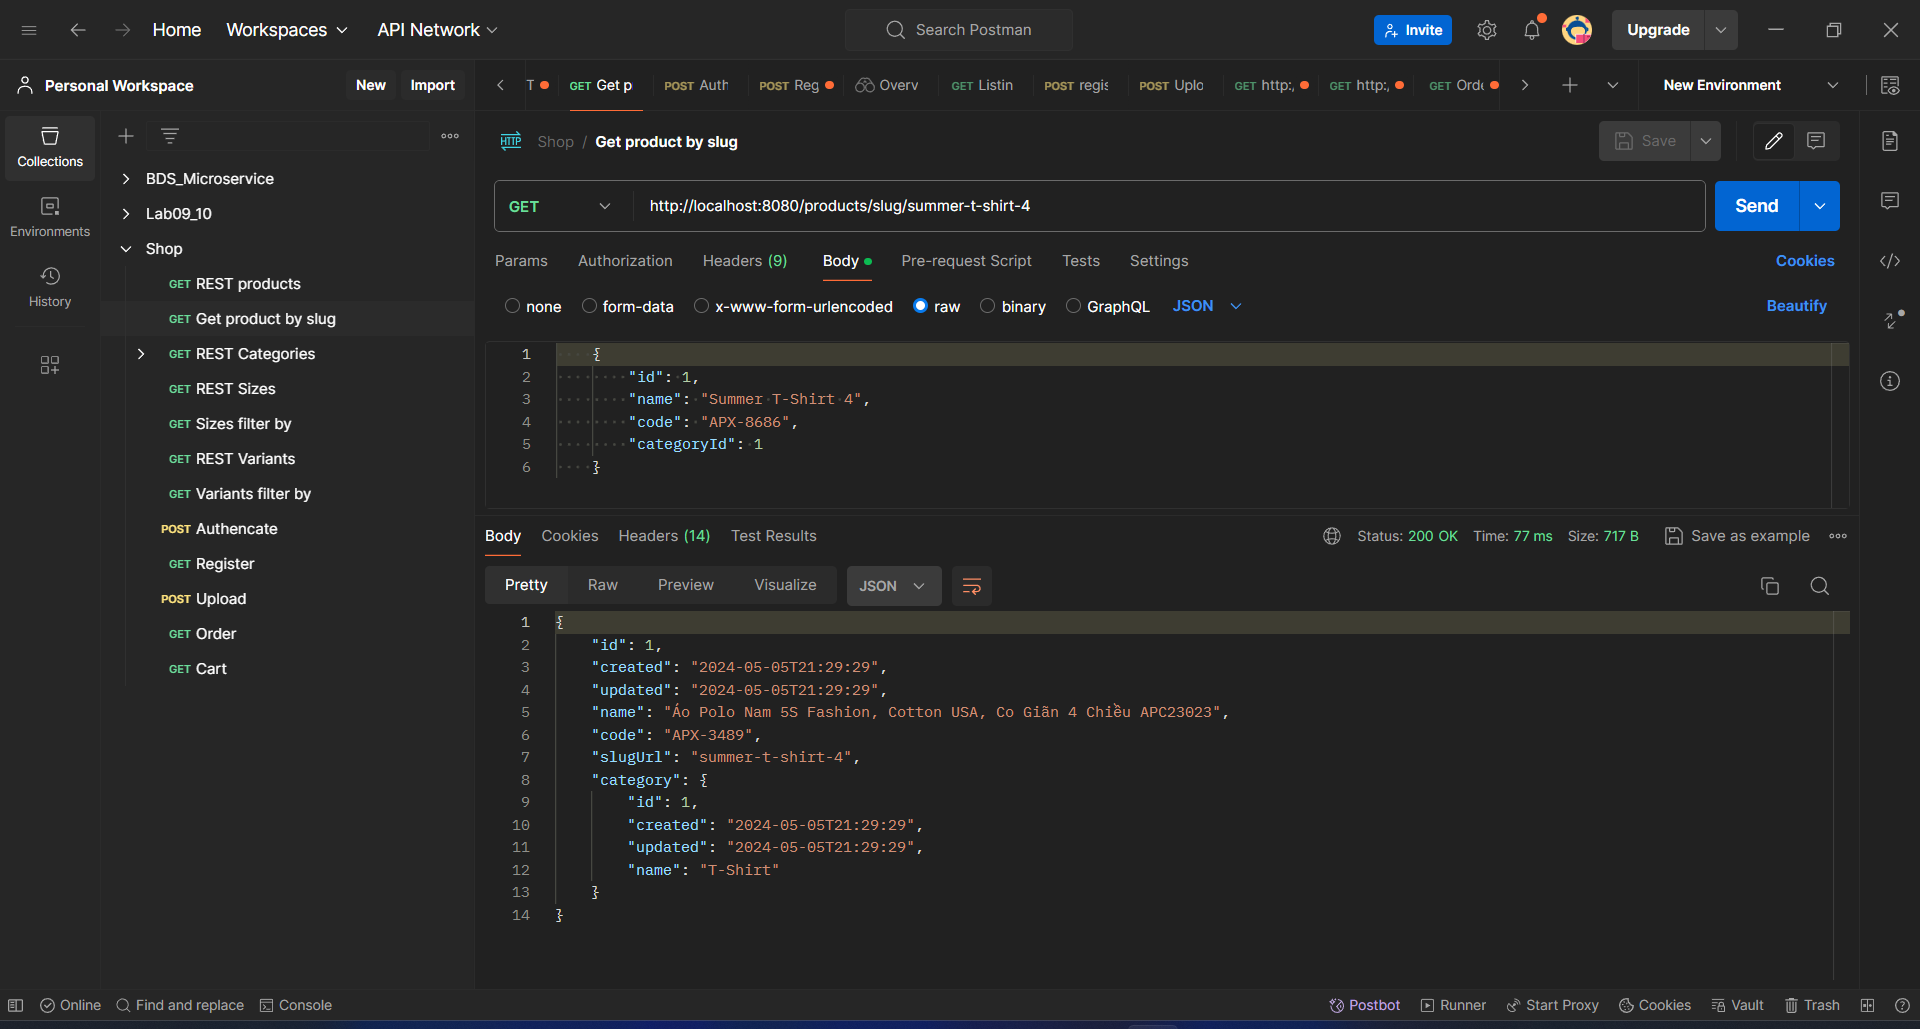 Home Workspaces API Network Search Postman Invite Upgrade
Personal Workspace New Import T GET Get p POST Auth POST Reg Overv GET Listin POST regis POST Uplo GET http:, GET http:, GET Ord New Environment
Collections
Environments
History
BDS_Microservice
Lab09_10
Shop
GET REST products
GET Get product by slug
GET REST Categories
GET REST Sizes
GET Sizes filter by
GET REST Variants
GET Variants filter by
POST Authencate
GET Register
POST Upload
GET Order
GET Cart
HTTP Shop / Get product by slug Save
GET http://localhost:8080/products/slug/summer-t-shirt-4 Send
Params Authorization Headers (9) Body Pre-request Script Tests Settings Cookies
none form-data x-www-form-urlencoded raw binary GraphQL JSON Beautify
1 {
2 "id": 1,
3 "name": "Summer T-Shirt 4",
4 "code": "APX-8686",
5 "categoryId": 1
6 }
Body Cookies Headers (14) Test Results Status: 200 OK Time: 77 ms Size: 717 B Save as example
Pretty Raw Preview Visualize JSON
1 {
2 "id": 1,
3 "created": "2024-05-05T21:29:29",
4 "updated": "2024-05-05T21:29:29",
5 "name": "Áo Polo Nam 5S Fashion, Cotton USA, Co Giãn 4 Chiều APC23023",
6 "code": "APX-3489",
7 "slugUrl": "summer-t-shirt-4",
8 "category": {
9 "id": 1,
10 "created": "2024-05-05T21:29:29",
11 "updated": "2024-05-05T21:29:29",
12 "name": "T-Shirt"
13 }
14 }
Online Find and replace Console Postbot Runner Start Proxy Cookies Vault Trash